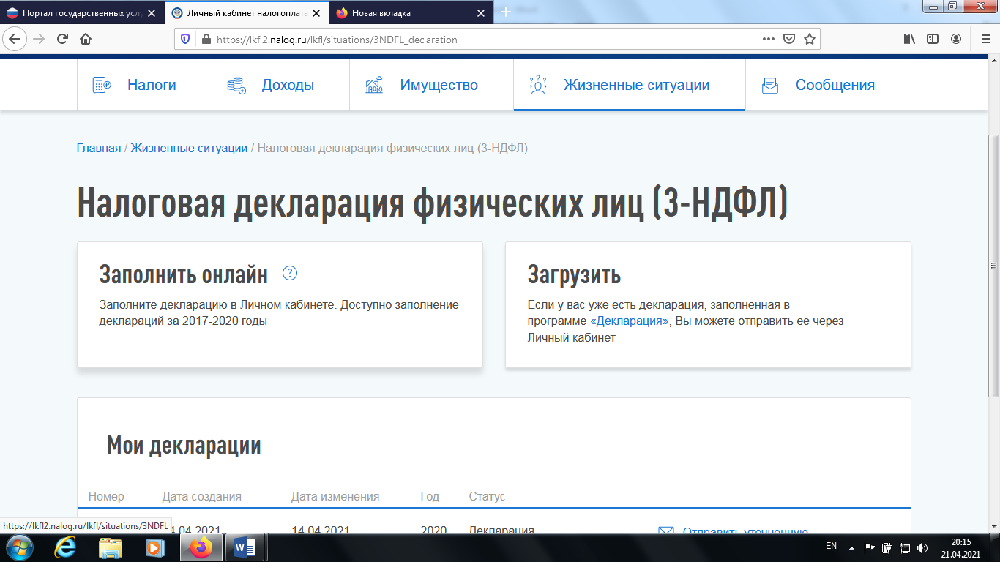 Портал государственных услу
Личный кабинет налогоплате
Новая вкладка
https://lkfl2.nalog.ru/lkfl/situations/3NDFL_declaration
Налоги
Доходы
Имущество
Жизненные ситуации
Сообщения
Главная / Жизненные ситуации / Налоговая декларация физических лиц (3-НДФЛ)
Налоговая декларация физических лиц (3-НДФЛ)
Заполнить онлайн ?
Заполните декларацию в Личном кабинете. Доступно заполнение
деклараций за 2017-2020 годы
Загрузить
Если у вас уже есть декларация, заполненная в
программе «Декларация», Вы можете отправить ее через
Личный кабинет
Мои декларации
Номер Дата создания Дата изменения Год Статус
4.04.2021 14.04.2021 2020 Декларация Отправить уточненную
https://lkfl2.nalog.ru/lkfl/situations/3NDFL
EN
20:15
21.04.2021